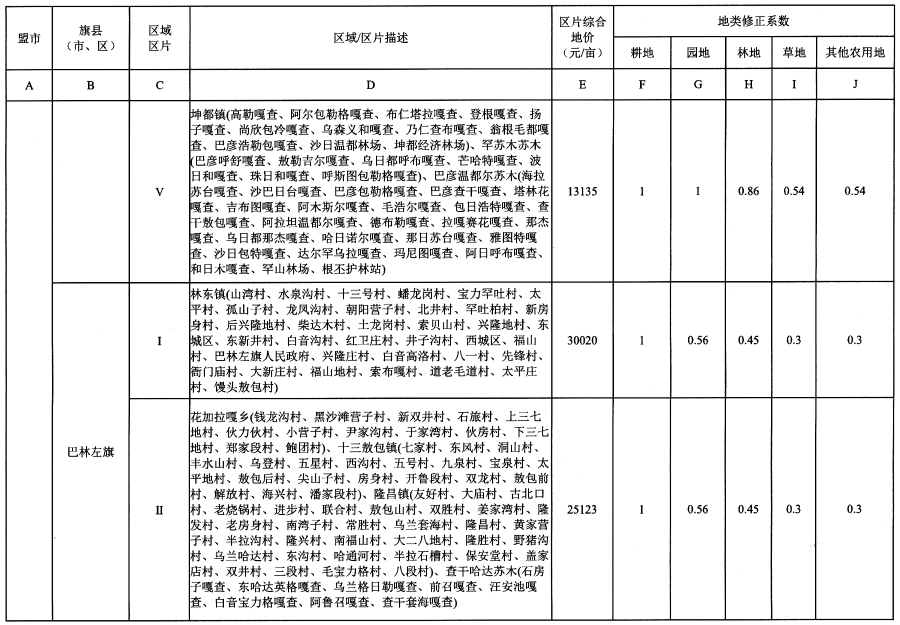 盟市
旗县
（市、区）
区域
区片
区域/区片描述
区片综合
地价
（元/亩）
地类修正系数
耕地
园地
林地
草地
其他农用地
A
B
C
D
E
F
G
H
I
J
V
坤都镇(高勒嘎查、阿尔包勒格嘎查、布仁塔拉嘎查、登根嘎查、扬
子嘎查、尚欣包冷嘎查、乌森义和嘎查、乃仁查布嘎查、翁根毛都嘎
查、巴彦浩勒包嘎查、沙日温都林场、坤都经济林场)、罕苏木苏木
(巴彦呼舒嘎查、敖勒吉尔嘎查、乌日都呼布嘎查、芒哈特嘎查、波
日和嘎查、珠日和嘎查、呼斯图包勒格嘎查)、巴彦温都尔苏木(海拉
苏台嘎查、沙巴日台嘎查、巴彦包勒格嘎查、巴彦查干嘎查、塔林花
嘎查、吉布图嘎查、阿木斯尔嘎查、毛浩尔嘎查、包日浩特嘎查、查
干敖包嘎查、阿拉坦温都尔嘎查、德布勒嘎查、拉嘎赛花嘎查、那杰
嘎查、乌日都那杰嘎查、哈日诺尔嘎查、那日苏台嘎查、雅图特嘎
查、沙日包特嘎查、达尔罕乌拉嘎查、玛尼图嘎查、阿日呼布嘎查、
和日木嘎查、罕山林场、根丕护林站)
13135
1
1
0.86
0.54
0.54
巴林左旗
I
林东镇(山湾村、水泉沟村、十三号村、蟠龙岗村、宝力罕吐村、太
平村、孤山子村、龙凤沟村、朝阳营子村、北井村、罕吐柏村、新房
身村、后兴隆地村、柴达木村、土龙岗村、索贝山村、兴隆地村、东
城区、东新井村、白音沟村、红卫庄村、井子沟村、西城区、福山
村、巴林左旗人民政府、兴隆庄村、白音高洛村、八一村、先锋村、
衙门庙村、大新庄村、福山地村、索布嘎村、道老毛道村、太平庄
村、馒头敖包村)
30020
1
0.56
0.45
0.3
0.3
II
花加拉嘎乡(钱龙沟村、黑沙滩营子村、新双井村、石旅村、上三七
地村、伙力伙村、小营子村、尹家沟村、于家湾村、伙房村、下三七
地村、郑家段村、鲍团村)、十三敖包镇(七家村、东风村、洞山村、
丰水山村、乌登村、五星村、西沟村、五号村、九泉村、宝泉村、太
平地村、敖包后村、尖山子村、房身村、开鲁段村、双龙村、敖包前
村、解放村、海兴村、潘家段村)、隆昌镇(友好村、大庙村、古北口
村、老烧锅村、进步村、联合村、敖包山村、双胜村、姜家湾村、隆
发村、老房身村、南湾子村、常胜村、乌兰套海村、隆昌村、黄家营
子村、半拉沟村、隆兴村、南福山村、大二八地村、隆胜村、野猪沟
村、乌兰哈达村、东沟村、哈通河村、半拉石槽村、保安堂村、盖家
店村、双井村、三段村、毛宝力格村、八段村)、查干哈达苏木(石房
子嘎查、东哈达英格嘎查、乌兰格日勒嘎查、前召嘎查、汪安池嘎
查、白音宝力格嘎查、阿鲁召嘎查、查干套海嘎查)
25123
1
0.56
0.45
0.3
0.3